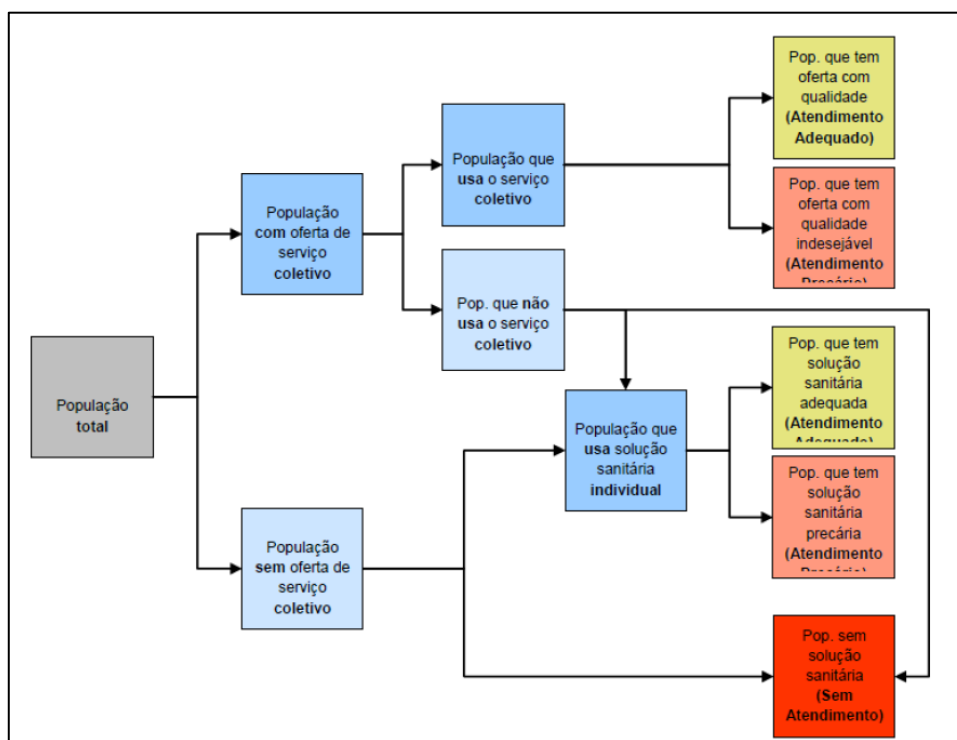 Pop. que tem
oferta com
qualidade
(Atendimento
Adequado)
População que
usa o serviço
coletivo
Pop. que tem
oferta com
qualidade
indesejável
(Atendimento
Precário)
População
com oferta de
serviço
coletivo
Pop. que não
usa o serviço
coletivo
Pop. que tem
solução
sanitária
adequada
(Atendimento
Adequado)
População
total
População que
usa solução
sanitária
individual
Pop. que tem
solução
sanitária
precária
(Atendimento
Precário)
População
sem oferta de
serviço
coletivo
Pop. sem
solução
sanitária
(Sem
Atendimento)